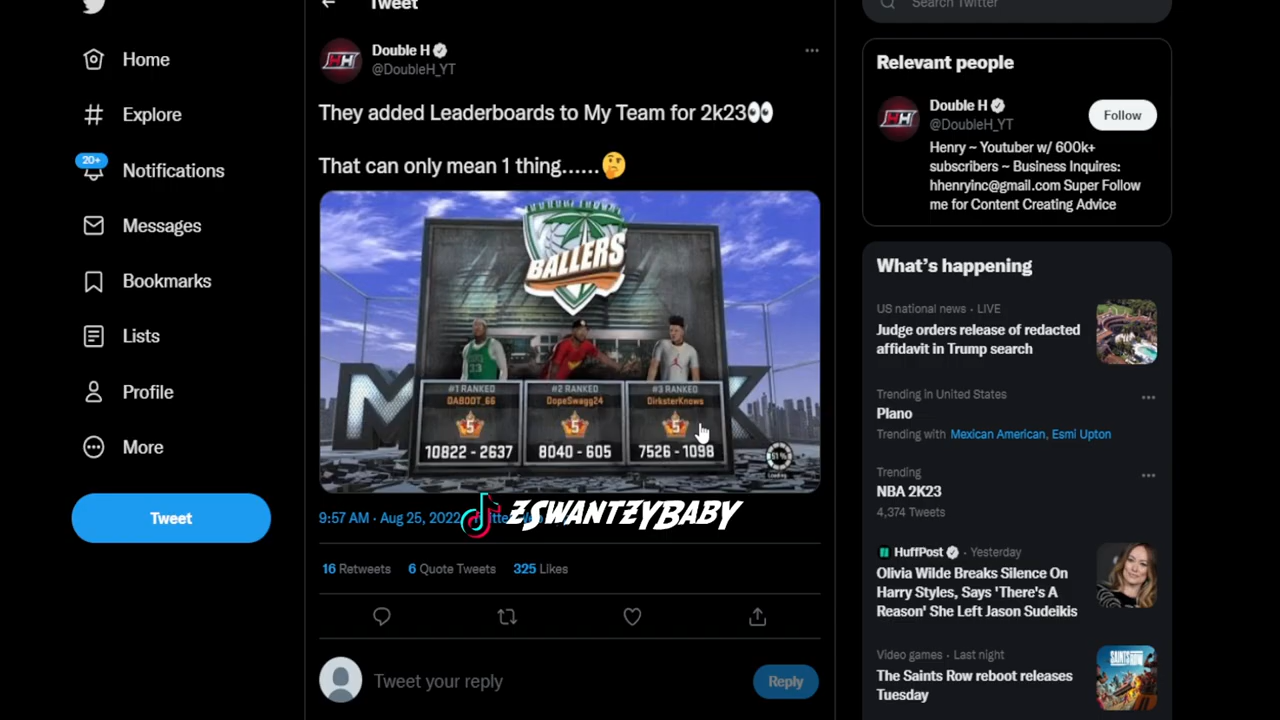 Tweet
Search Twitter
Home
Explore
20+
Notifications
Messages
Bookmarks
Lists
Profile
More
Tweet
Double H
@DoubleH_YT
They added Leaderboards to My Team for 2k23👀
That can only mean 1 thing......🤔
BALLERS
#1 RANKED
#2 RANKED
#3 RANKED
DABOOT_66
DopeSwagg24
DirksterKnows
5
5
5
10822 - 2637
8040 - 605
7526 - 1098
51%
9:57 AM · Aug 25, 2022
ZSWANTZYBABY
16 Retweets 6 Quote Tweets 325 Likes
Tweet your reply
Reply
Relevant people
Double H
@DoubleH_YT
Follow
Henry ~ Youtuber w/ 600k+
subscribers ~ Business Inquires:
hhenryinc@gmail.com Super Follow
me for Content Creating Advice
What's happening
US national news · LIVE
Judge orders release of redacted
affidavit in Trump search
Trending in United States
Plano
Trending with Mexican American, Esmi Upton
Trending
NBA 2K23
4,374 Tweets
HuffPost · Yesterday
Olivia Wilde Breaks Silence On
Harry Styles, Says 'There's A
Reason' She Left Jason Sudeikis
Video games · Last night
The Saints Row reboot releases
Tuesday
SAINTS ROW